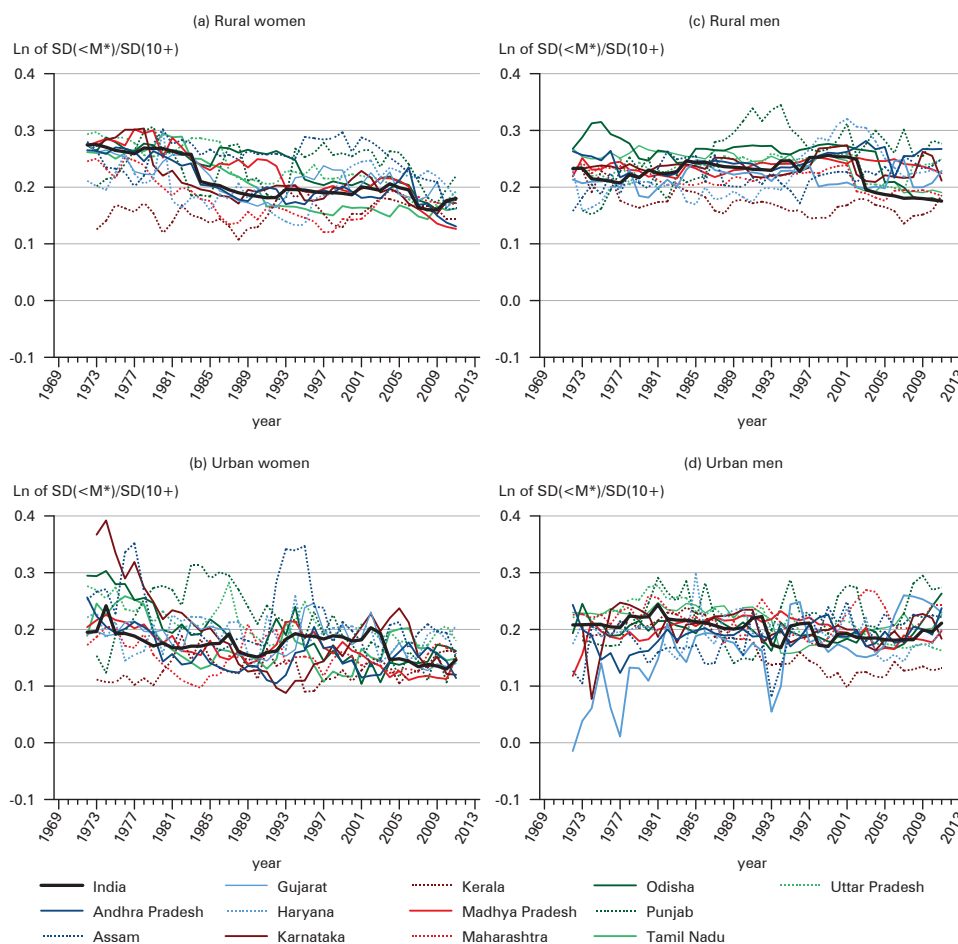 (a) Rural women
Ln of SD(<M*)/SD(10+)
0.4
0.3
0.2
0.1
0.0
-0.1
1969
1973
1977
1981
1985
1989
1993
1997
2001
2005
2009
2013
year
(c) Rural men
Ln of SD(<M*)/SD(10+)
0.4
0.3
0.2
0.1
0.0
-0.1
1969
1973
1977
1981
1985
1989
1993
1997
2001
2005
2009
2013
year
(b) Urban women
Ln of SD(<M*)/SD(10+)
0.4
0.3
0.2
0.1
0.0
-0.1
1969
1973
1977
1981
1985
1989
1993
1997
2001
2005
2009
2013
year
(d) Urban men
Ln of SD(<M*)/SD(10+)
0.4
0.3
0.2
0.1
0.0
-0.1
1969
1973
1977
1981
1985
1989
1993
1997
2001
2005
2009
2013
year
India
Gujarat
Kerala
Odisha
Uttar Pradesh
Andhra Pradesh
Haryana
Madhya Pradesh
Punjab
Assam
Karnataka
Maharashtra
Tamil Nadu